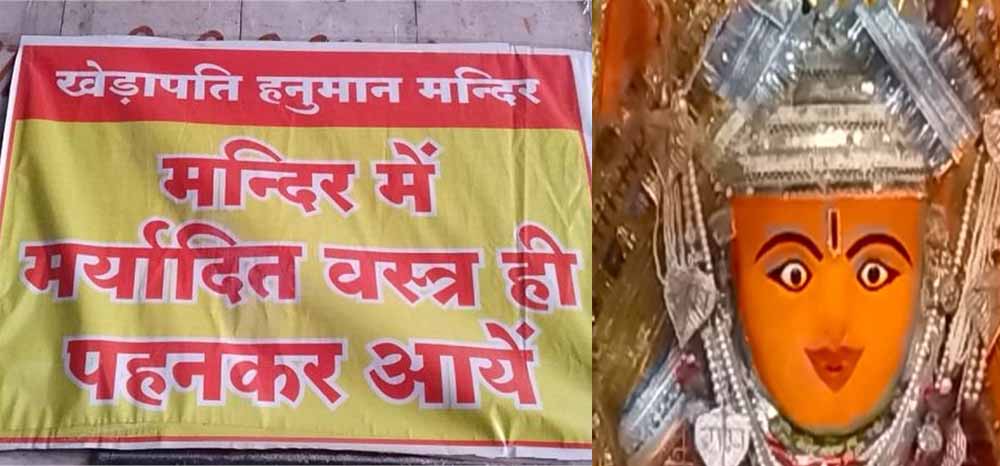 खेड़ापति हनुमान मन्दिर
मन्दिर में
मर्यादित वस्त्र ही
पहनकर आयें